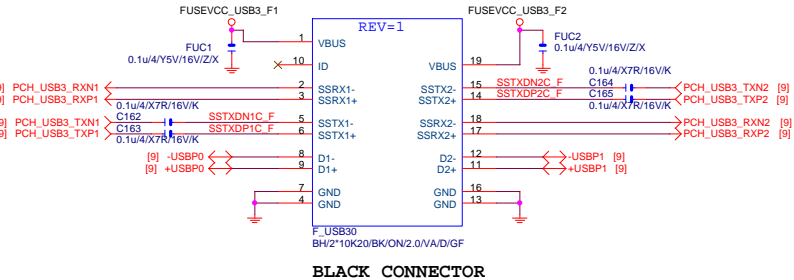 FUSEVCC_USB3_F1
FUSEVCC_USB3_F2
REV=1
FUC1
0.1u/4/Y5V/16V/Z/X
FUC2
0.1u/4/Y5V/16V/Z/X
1 VBUS
10 ID
VBUS 19
2 SSRX1-
3 SSRX1+
5 SSTX1-
6 SSTX1+
8 D1-
9 D1+
7 GND
4 GND
SSTX2- 15
SSTX2+ 14
SSRX2- 18
SSRX2+ 17
D2- 12
D2+ 11
GND 16
GND 13
9] PCH_USB3_RXN1
9] PCH_USB3_RXP1
0.1u/4/X7R/16V/K
9] PCH_USB3_TXN1 C162 SSTXDN1C_F
9] PCH_USB3_TXP1 C163 SSTXDP1C_F
0.1u/4/X7R/16V/K
[9] -USBP0
[9] +USBP0
0.1u/4/X7R/16V/K
SSTXDN2C_F C164 PCH_USB3_TXN2 [9]
SSTXDP2C_F C165 PCH_USB3_TXP2 [9]
0.1u/4/X7R/16V/K
PCH_USB3_RXN2 [9]
PCH_USB3_RXP2 [9]
-USBP1 [9]
+USBP1 [9]
F_USB30
BH/2*10K20/BK/ON/2.0/VA/D/GF
BLACK CONNECTOR